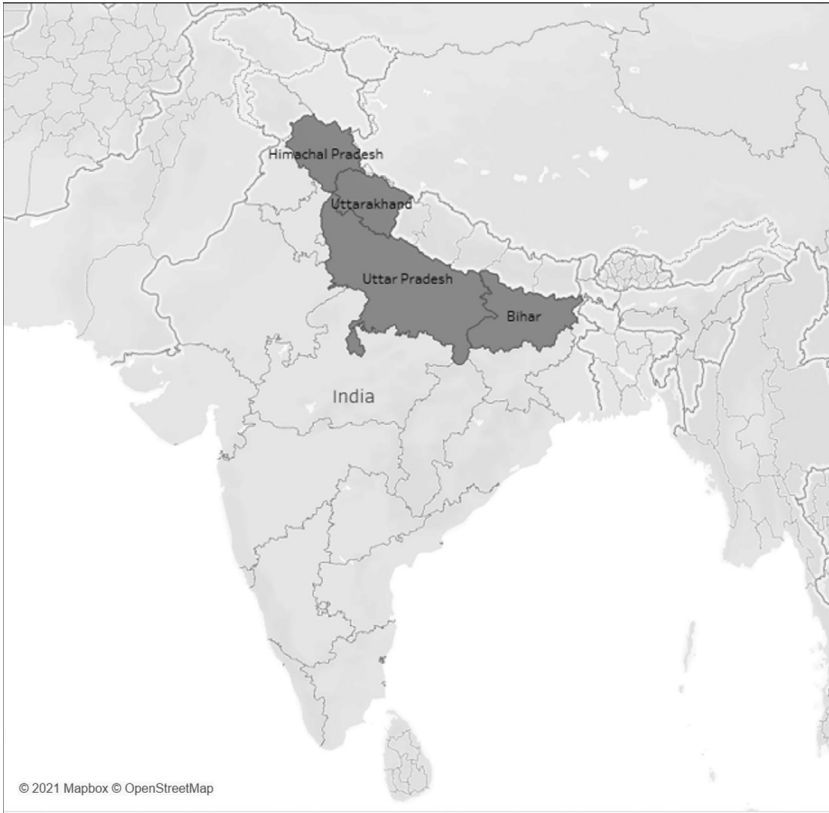 Himachal Pradesh
Uttarakhand
Uttar Pradesh
Bihar
India
© 2021 Mapbox © OpenStreetMap